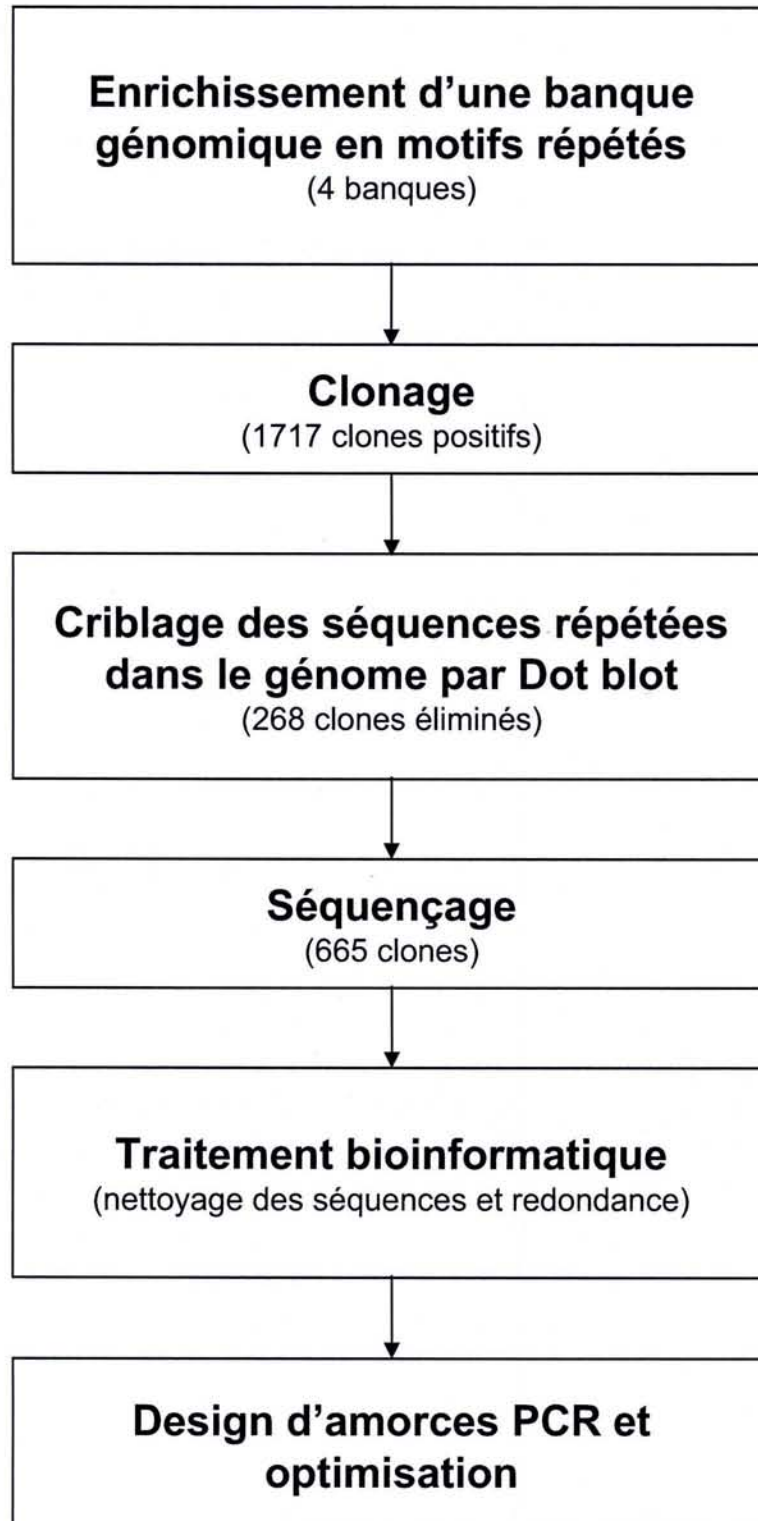 Enrichissement d'une banque
génomique en motifs répétés
(4 banques)
Clonage
(1717 clones positifs)
Criblage des séquences répétées
dans le génome par Dot blot
(268 clones éliminés)
Séquençage
(665 clones)
Traitement bioinformatique
(nettoyage des séquences et redondance)
Design d'amorces PCR et
optimisation